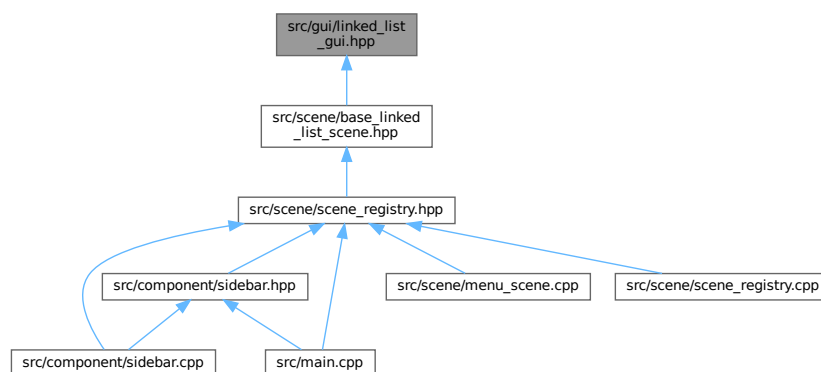 src/gui/linked_list
_gui.hpp
src/scene/base_linked
_list_scene.hpp
src/scene/scene_registry.hpp
src/component/sidebar.hpp
src/scene/menu_scene.cpp
src/scene/scene_registry.cpp
src/component/sidebar.cpp
src/main.cpp